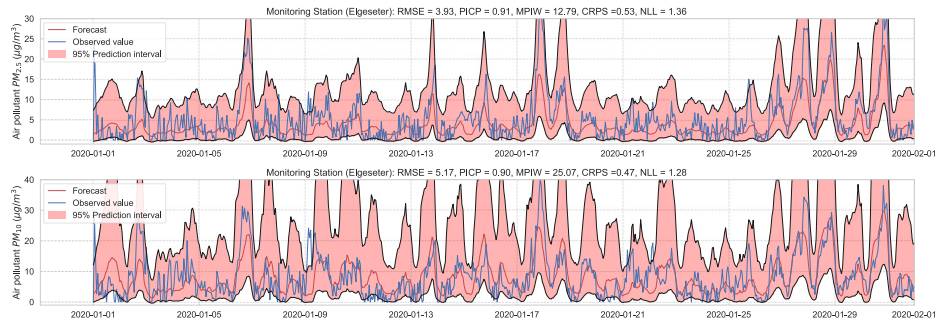 Monitoring Station (Elgeseter): RMSE = 3.93, PICP = 0.91, MPIW = 12.79, CRPS =0.53, NLL = 1.36
Air pollutant PM2.5 (μg/m³)
30
25
20
15
10
5
0
Forecast
Observed value
95% Prediction interval
2020-01-01 2020-01-05 2020-01-09 2020-01-13 2020-01-17 2020-01-21 2020-01-25 2020-01-29 2020-02-01
Monitoring Station (Elgeseter): RMSE = 5.17, PICP = 0.90, MPIW = 25.07, CRPS =0.47, NLL = 1.28
Air pollutant PM10 (μg/m³)
40
30
20
10
0
Forecast
Observed value
95% Prediction interval
2020-01-01 2020-01-05 2020-01-09 2020-01-13 2020-01-17 2020-01-21 2020-01-25 2020-01-29 2020-02-01